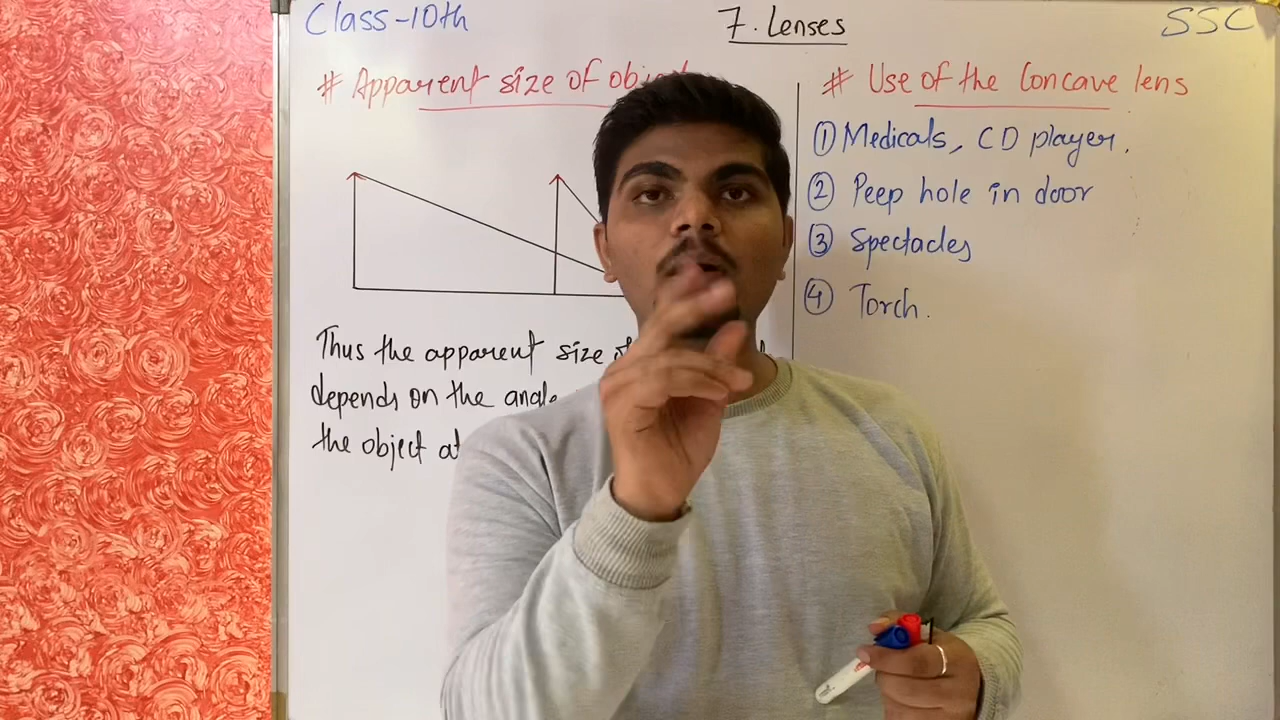 Class-10th
7. Lenses
SSC
# Apparent size of
Thus the apparent size
depends on the angle
the object at
# Use of the Concave lens
① Medicals, CD player.
② Peep hole in door
③ Spectacles
④ Torch.